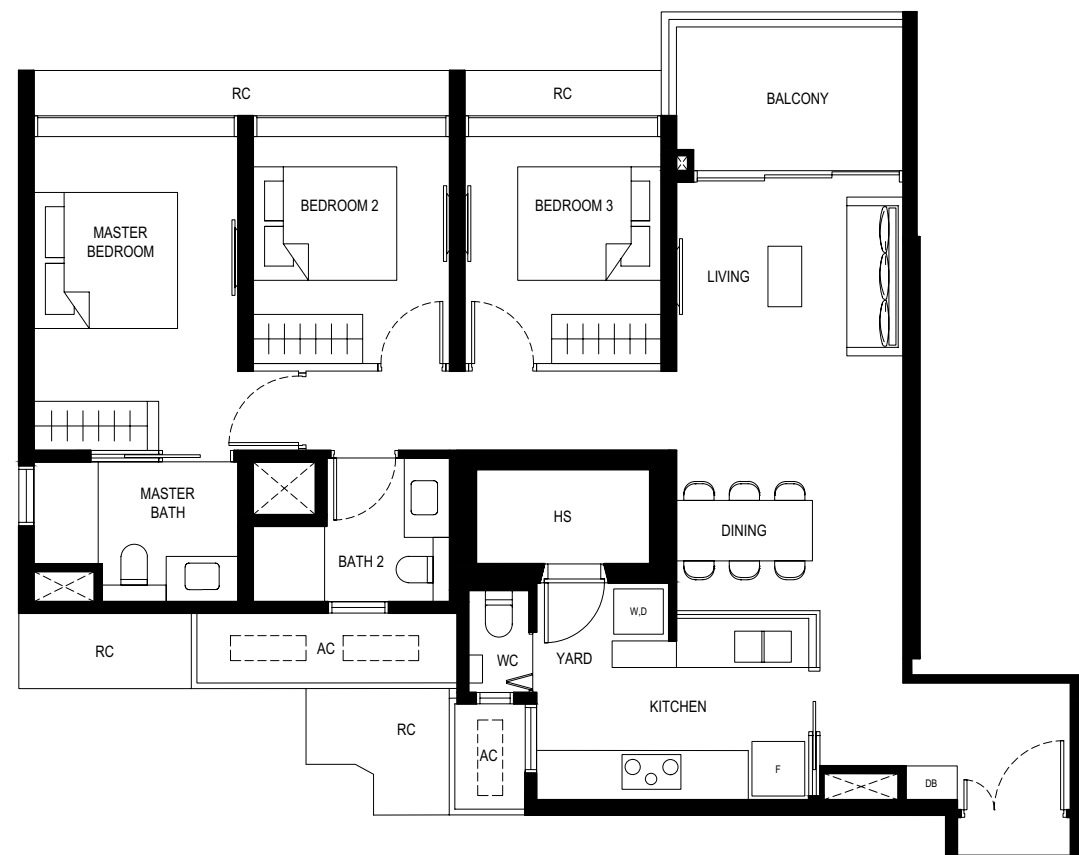 RC
RC
BALCONY
MASTER
BEDROOM
BEDROOM 2
BEDROOM 3
LIVING
MASTER
BATH
BATH 2
HS
DINING
W,D
RC
AC
WC
YARD
KITCHEN
RC
AC
F
DB